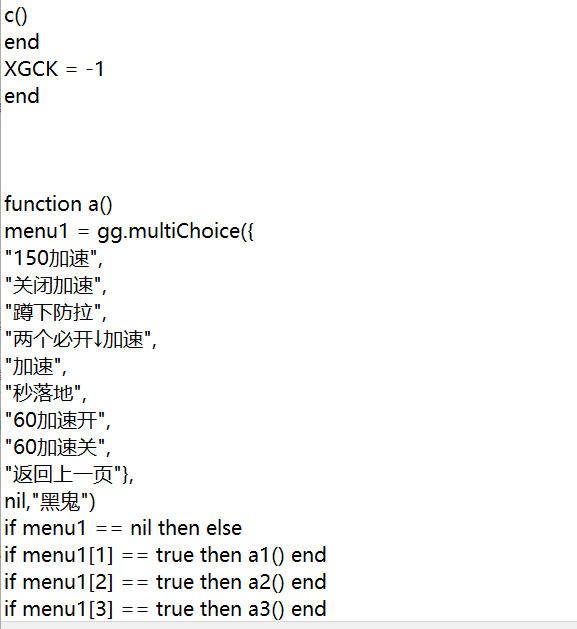 c()
end
XGCK = -1
end
function a()
menu1 = gg.multiChoice({
"150加速",
"关闭加速",
"蹲下防拉",
"两个必开↓加速",
"加速",
"秒落地",
"60加速开",
"60加速关",
"返回上一页"},
nil,"黑鬼")
if menu1 == nil then else
if menu1[1] == true then a1() end
if menu1[2] == true then a2() end
if menu1[3] == true then a3() end